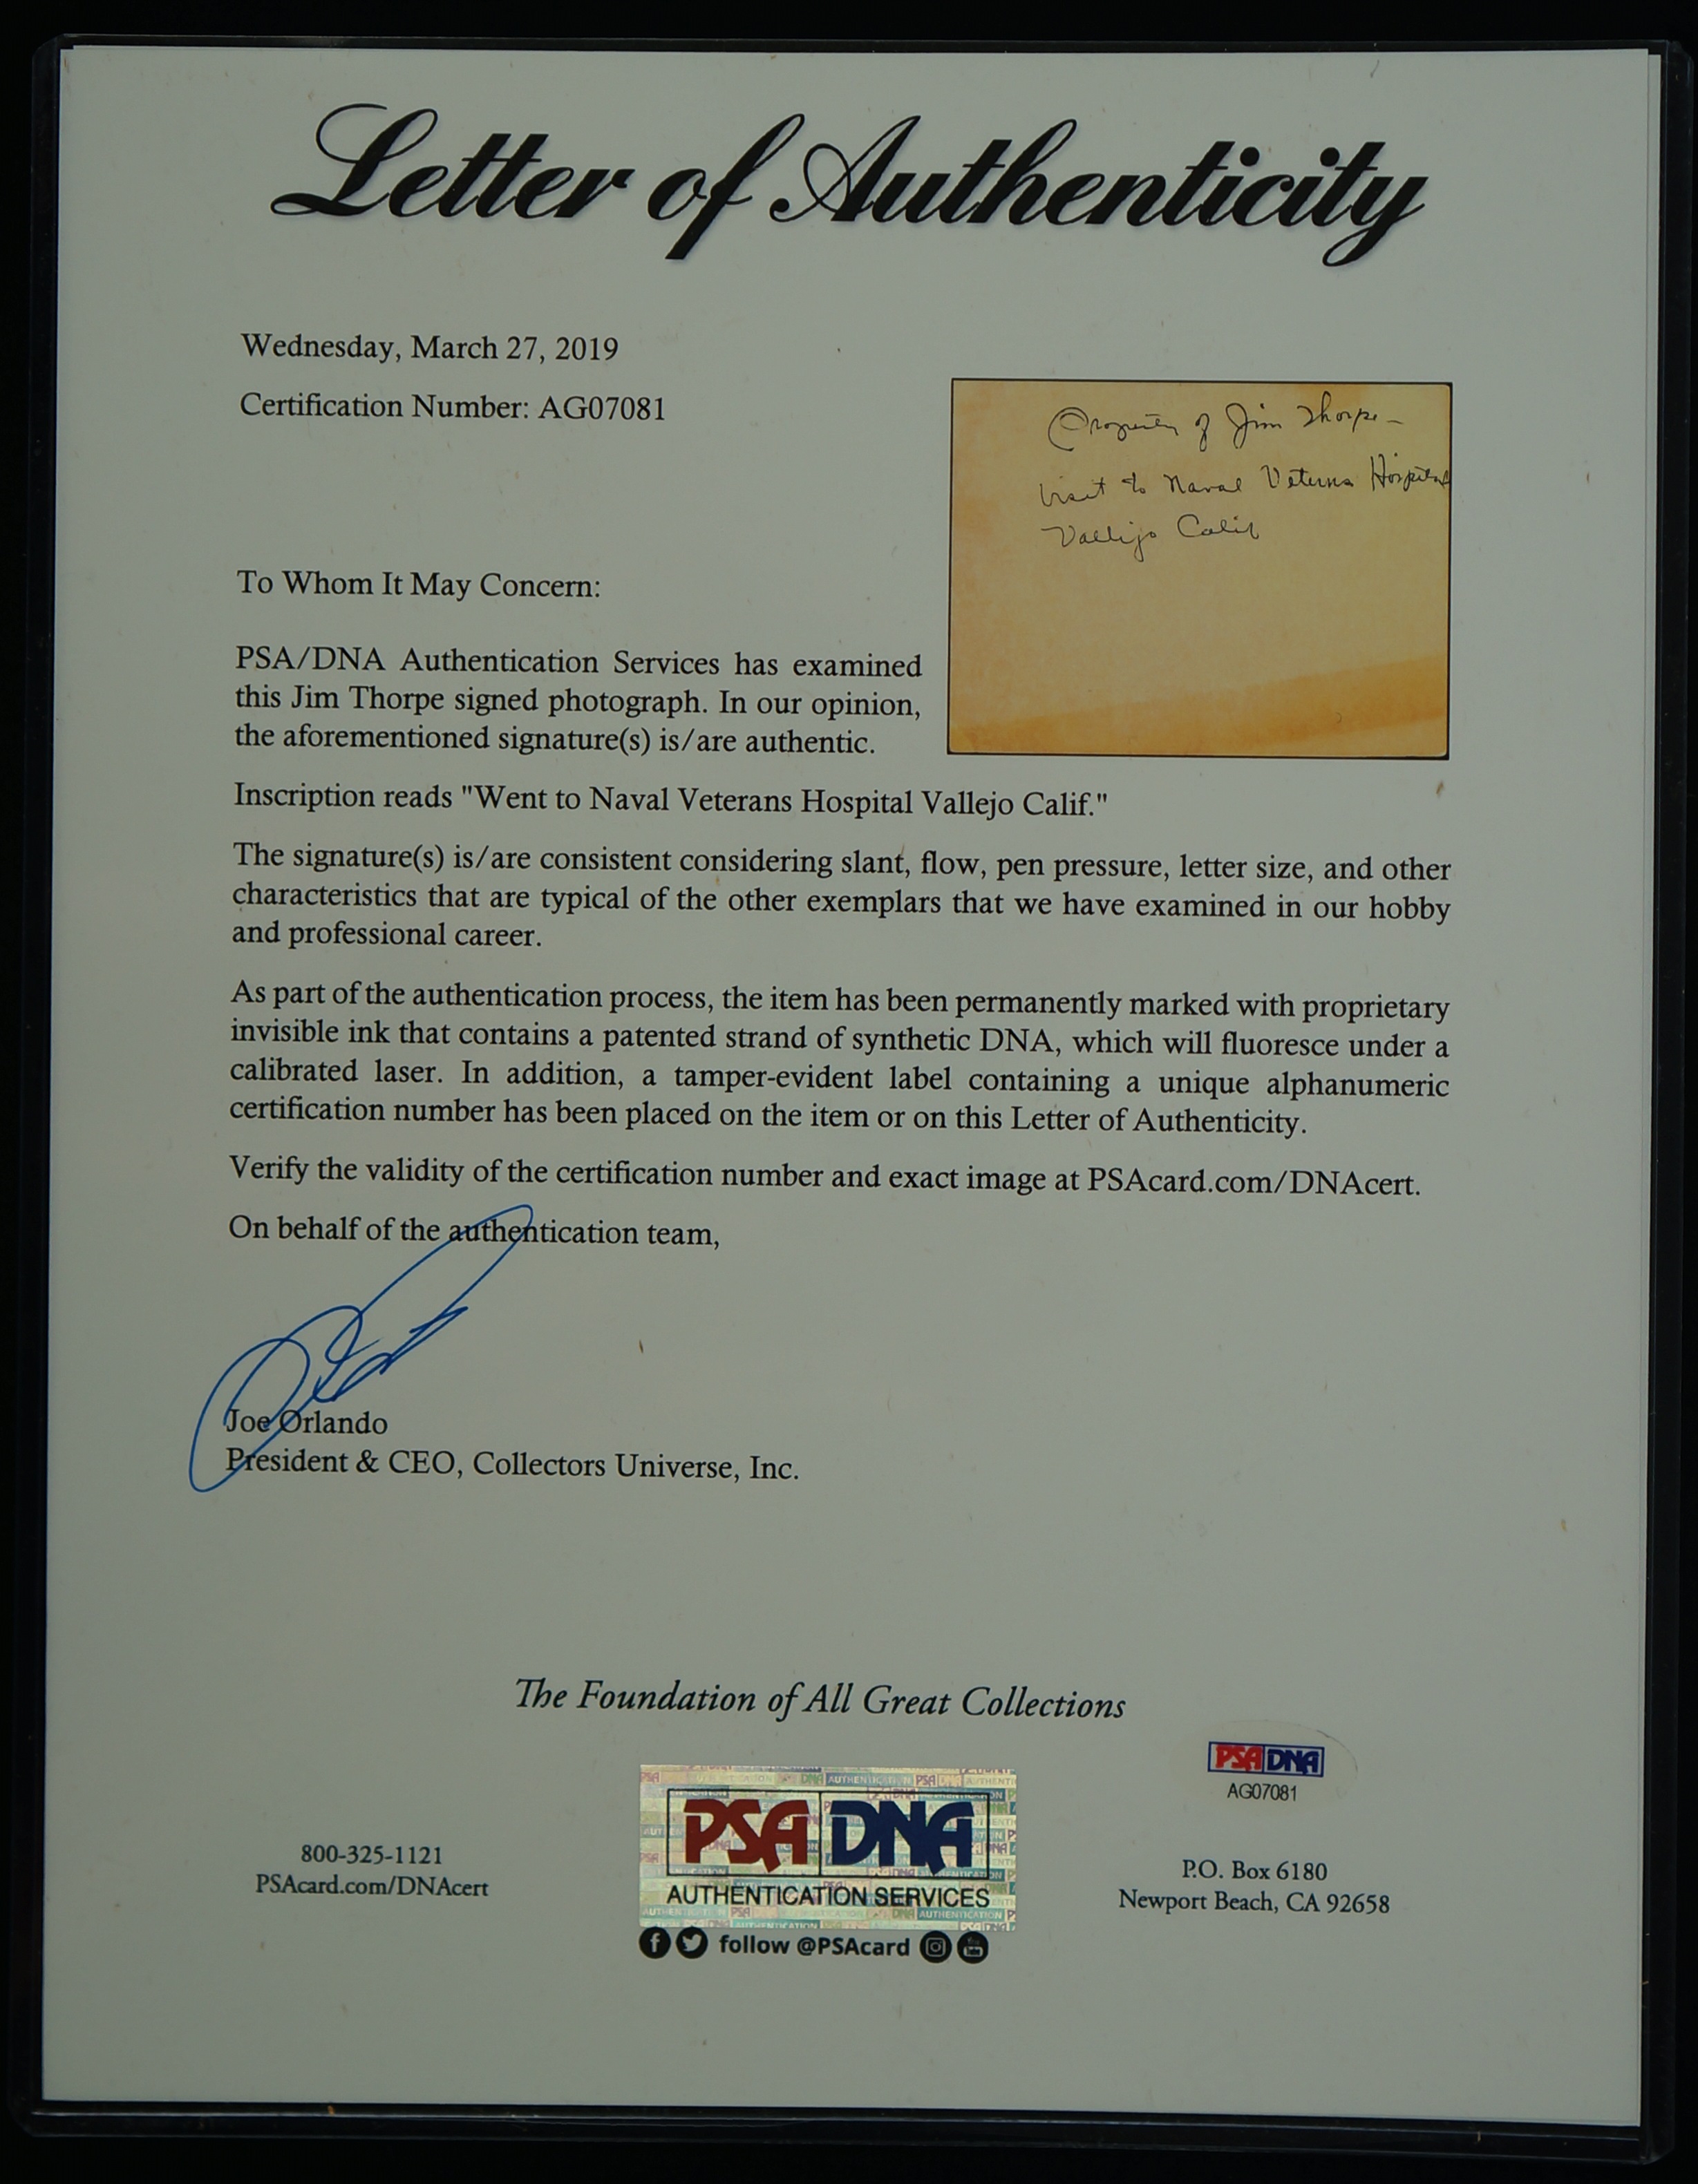 Letter of Authenticity
Wednesday, March 27, 2019
Certification Number: AG07081
Property of Jim Thorpe –
Visit to Naval Veterns Hospital
Vallijo Calif
To Whom It May Concern:
PSA/DNA Authentication Services has examined
this Jim Thorpe signed photograph. In our opinion,
the aforementioned signature(s) is/are authentic.
Inscription reads "Went to Naval Veterans Hospital Vallejo Calif."
The signature(s) is/are consistent considering slant, flow, pen pressure, letter size, and other
characteristics that are typical of the other exemplars that we have examined in our hobby
and professional career.
As part of the authentication process, the item has been permanently marked with proprietary
invisible ink that contains a patented strand of synthetic DNA, which will fluoresce under a
calibrated laser. In addition, a tamper-evident label containing a unique alphanumeric
certification number has been placed on the item or on this Letter of Authenticity.
Verify the validity of the certification number and exact image at PSAcard.com/DNAcert.
On behalf of the authentication team,
Joe Orlando
President & CEO, Collectors Universe, Inc.
The Foundation of All Great Collections
PSA DNA
AG07081
800-325-1121
PSAcard.com/DNAcert
PSA DNA
AUTHENTICATION SERVICES
follow @PSAcard
P.O. Box 6180
Newport Beach, CA 92658